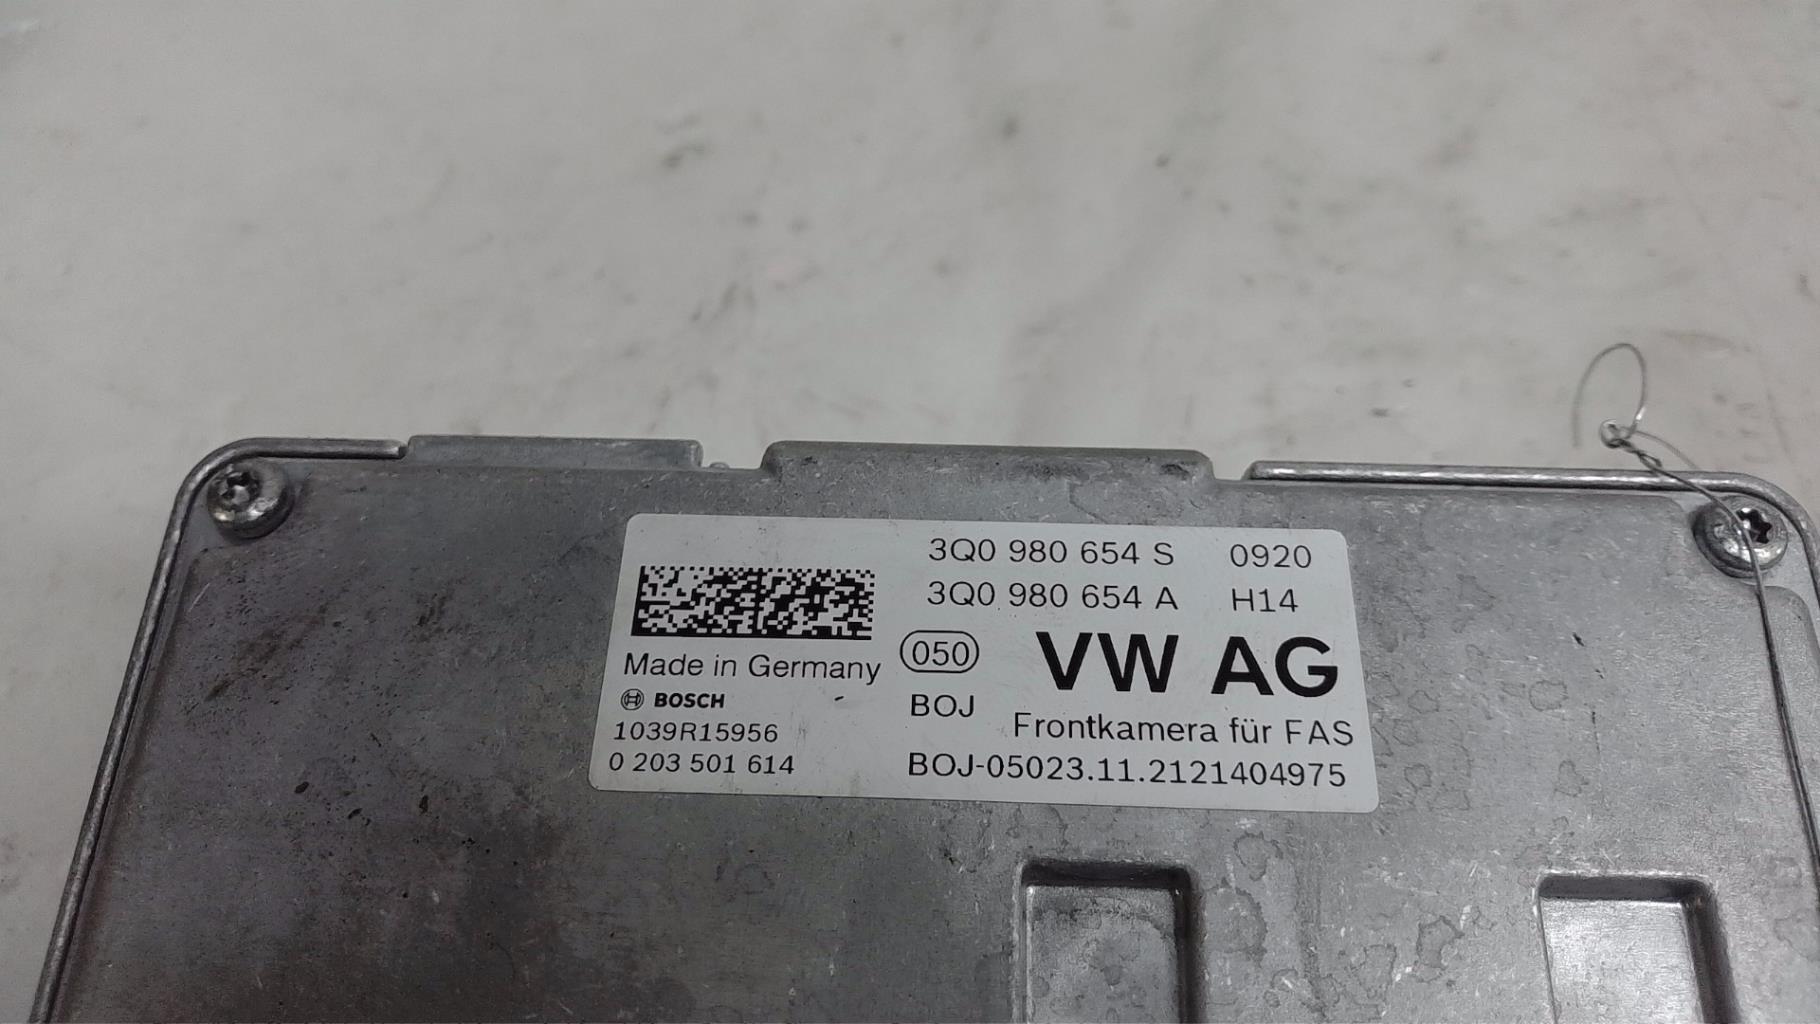 3Q0 980 654 S 0920
3Q0 980 654 A H14
050 VW AG
Made in Germany
BOSCH BOJ
Frontkamera für FAS
1039R15956
0 203 501 614 BOJ-05023.11.2121404975